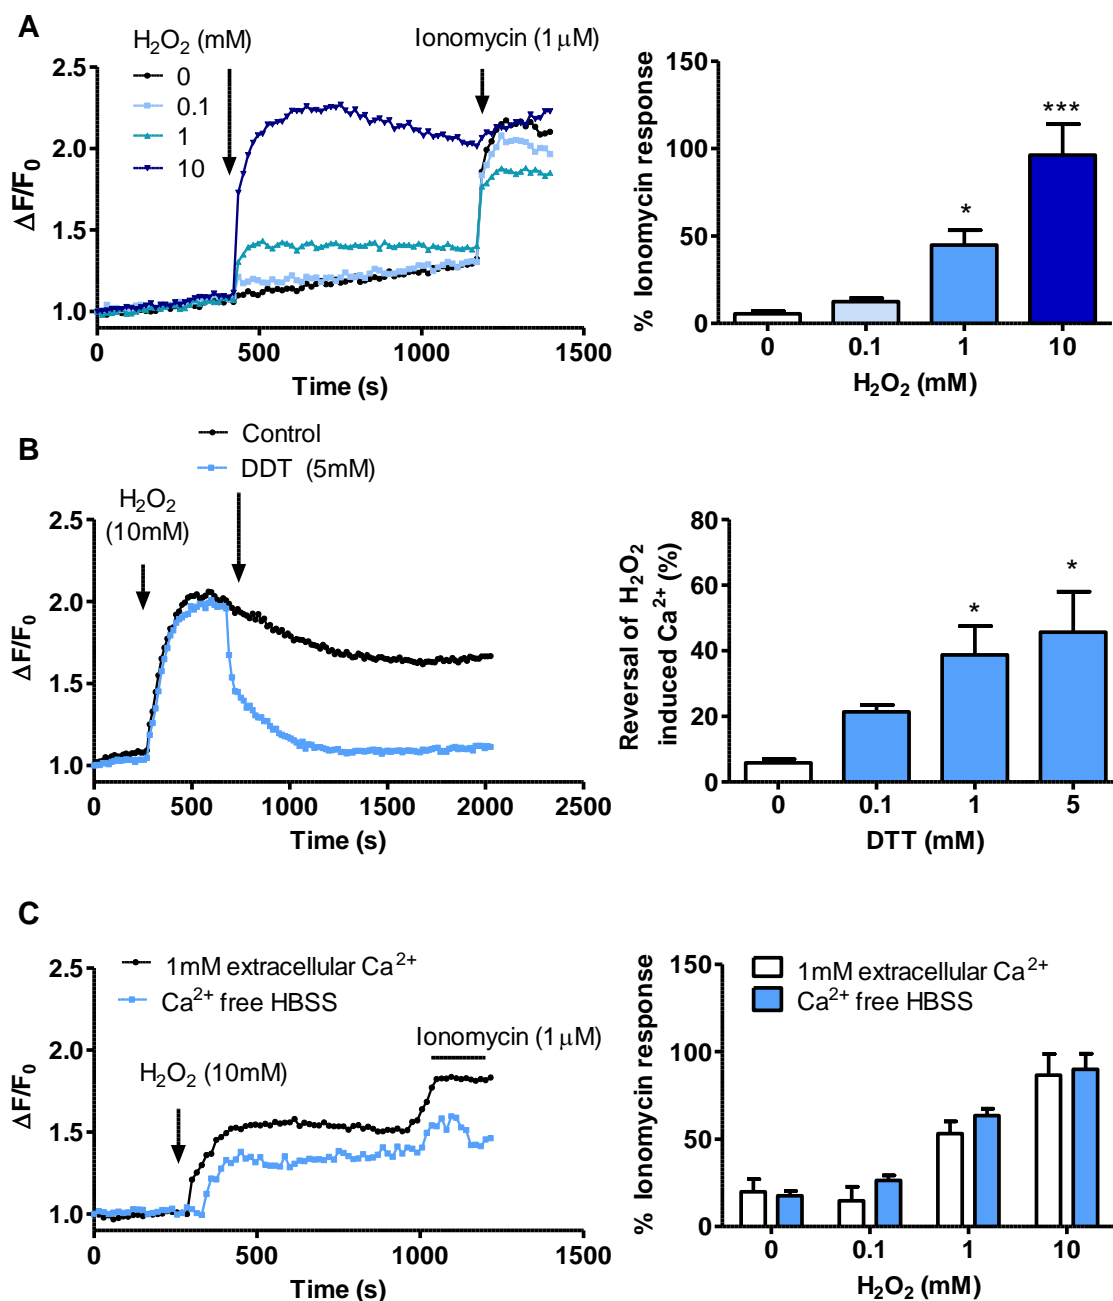 A
H₂O₂ (mM)
0
0.1
1
10
Ionomycin (1 μM)
ΔF/F₀
2.5
2.0
1.5
1.0
0
500
1000
1500
Time (s)
% Ionomycin response
150
100
50
0
*
***
0
0.1
1
10
H₂O₂ (mM)
B
Control
DDT (5mM)
H₂O₂
(10mM)
ΔF/F₀
2.5
2.0
1.5
1.0
0
500
1000
1500
2000
2500
Time (s)
Reversal of H₂O₂
induced Ca²⁺ (%)
80
60
40
20
0
*
*
0
0.1
1
5
DTT (mM)
C
1mM extracellular Ca²⁺
Ca²⁺ free HBSS
Ionomycin (1 μM)
H₂O₂ (10mM)
ΔF/F₀
2.5
2.0
1.5
1.0
0
500
1000
1500
Time (s)
1mM extracellular Ca²⁺
Ca²⁺ free HBSS
% Ionomycin response
150
100
50
0
0
0.1
1
10
H₂O₂ (mM)